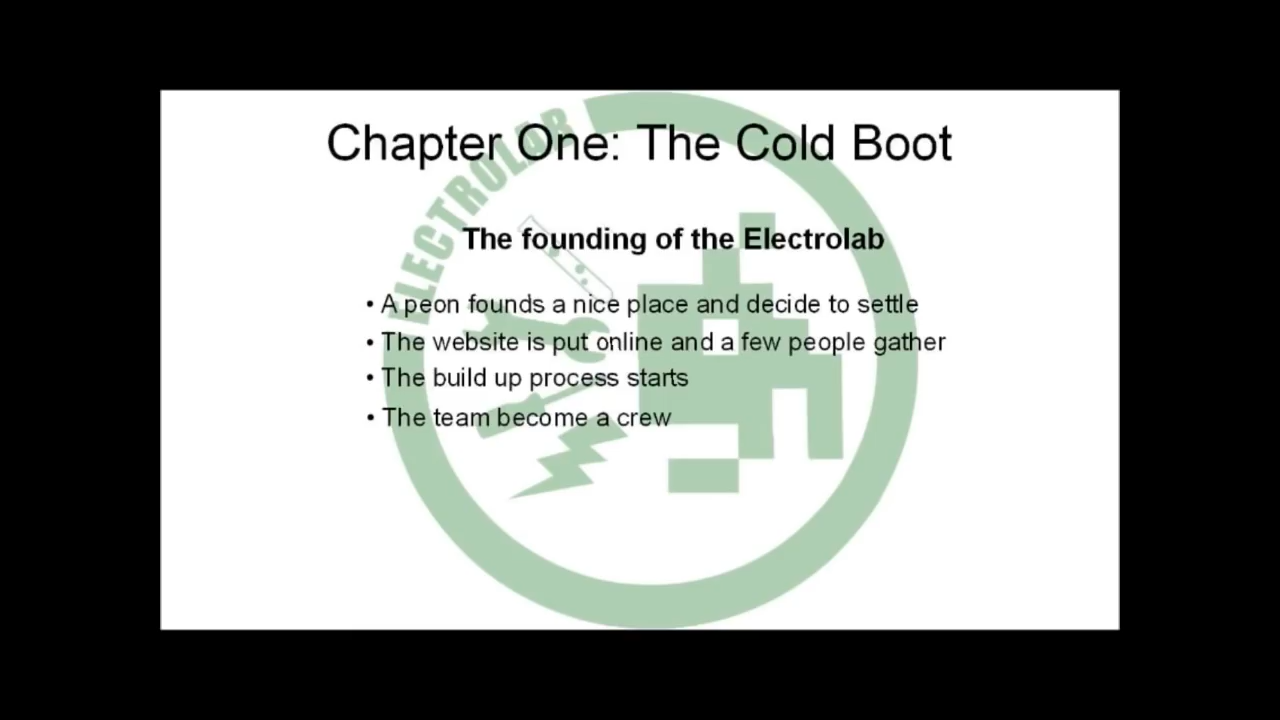 Chapter One: The Cold Boot
ELECTROLAB
The founding of the Electrolab
• A peon founds a nice place and decide to settle
• The website is put online and a few people gather
• The build up process starts
• The team become a crew